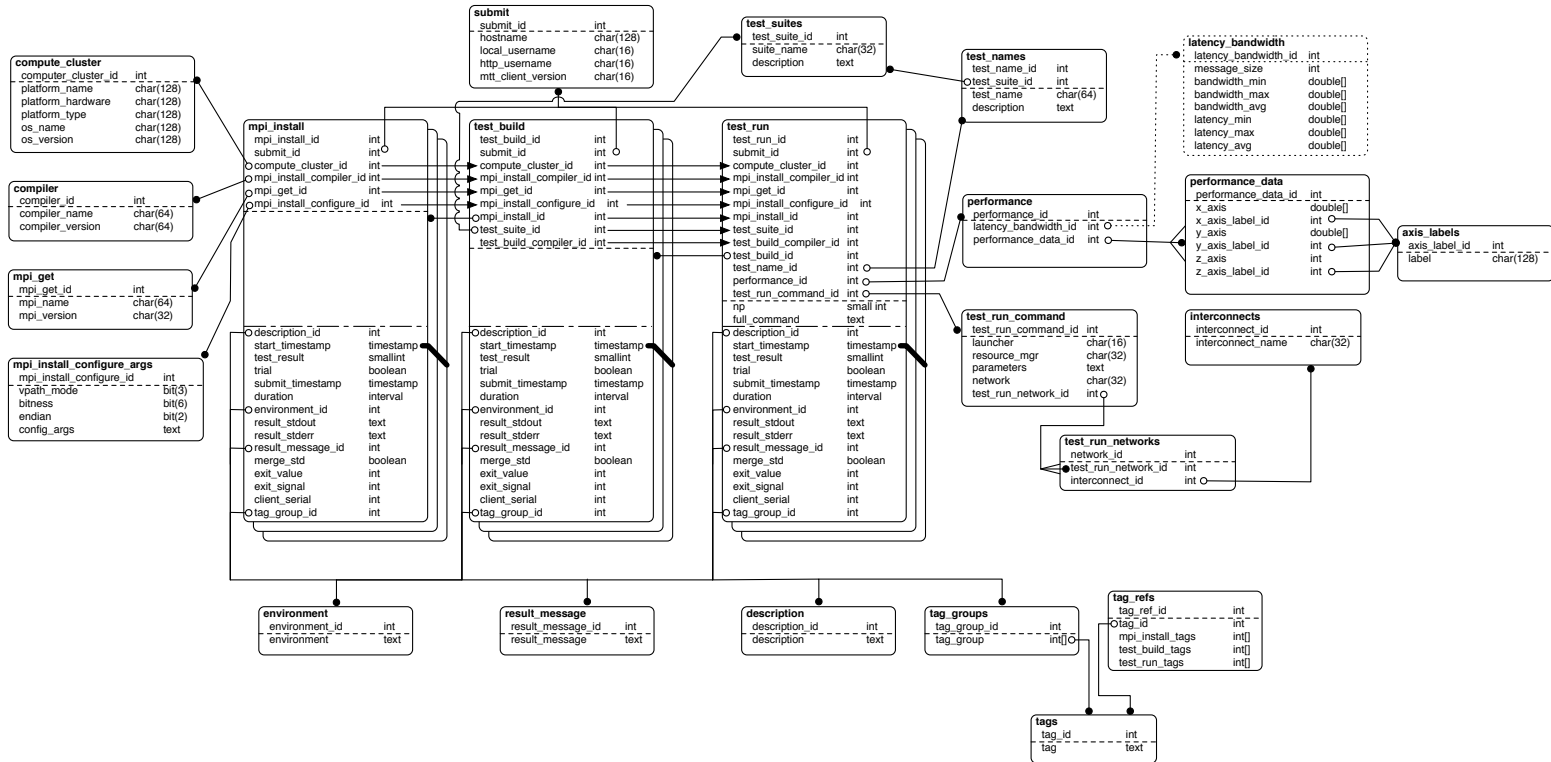 submit
submit_id int
hostname char(128)
local_username char(16)
http_username char(16)
mtt_client_version char(16)
test_suites
test_suite_id int
suite_name char(32)
description text
test_names
test_name_id int
test_suite_id int
test_name char(64)
description text
latency_bandwidth
latency_bandwidth_id int
message_size int
bandwidth_min double[]
bandwidth_max double[]
bandwidth_avg double[]
latency_min double[]
latency_max double[]
latency_avg double[]
compute_cluster
computer_cluster_id int
platform_name char(128)
platform_hardware char(128)
platform_type char(128)
os_name char(128)
os_version char(128)
compiler
compiler_id int
compiler_name char(64)
compiler_version char(64)
mpi_get
mpi_get_id int
mpi_name char(64)
mpi_version char(32)
mpi_install_configure_args
mpi_install_configure_id int
vpath_mode bit(3)
bitness bit(6)
endian bit(2)
config_args text
mpi_install
mpi_install_id int
submit_id int
compute_cluster_id int
mpi_install_compiler_id int
mpi_get_id int
mpi_install_configure_id int
description_id int
start_timestamp timestamp
test_result smallint
trial boolean
submit_timestamp timestamp
duration interval
environment_id int
result_stdout text
result_stderr text
result_message_id int
merge_std boolean
exit_value int
exit_signal int
client_serial int
tag_group_id int
test_build
test_build_id int
submit_id int
compute_cluster_id int
mpi_install_compiler_id int
mpi_get_id int
mpi_install_configure_id int
mpi_install_id int
test_suite_id int
test_build_compiler_id int
description_id int
start_timestamp timestamp
test_result smallint
trial boolean
submit_timestamp timestamp
duration interval
environment_id int
result_stdout text
result_stderr text
result_message_id int
merge_std boolean
exit_value int
exit_signal int
client_serial int
tag_group_id int
test_run
test_run_id int
submit_id int
compute_cluster_id int
mpi_install_compiler_id int
mpi_get_id int
mpi_install_configure_id int
mpi_install_id int
test_suite_id int
test_build_compiler_id int
test_build_id int
test_name_id int
performance_id int
test_run_command_id int
np small int
full_command text
description_id int
start_timestamp timestamp
test_result smallint
trial boolean
submit_timestamp timestamp
duration interval
environment_id int
result_stdout text
result_stderr text
result_message_id int
merge_std boolean
exit_value int
exit_signal int
client_serial int
tag_group_id int
performance
performance_id int
latency_bandwidth_id int
performance_data_id int
performance_data
performance_data_id int
x_axis double[]
x_axis_label_id int
y_axis double[]
y_axis_label_id int
z_axis int
z_axis_label_id int
axis_labels
axis_label_id int
label char(128)
test_run_command
test_run_command_id int
launcher char(16)
resource_mgr char(32)
parameters text
network char(32)
test_run_network_id int
interconnects
interconnect_id int
interconnect_name char(32)
test_run_networks
network_id int
test_run_network_id int
interconnect_id int
environment
environment_id int
environment text
result_message
result_message_id int
result_message text
description
description_id int
description text
tag_groups
tag_group_id int
tag_group int[]
tag_refs
tag_ref_id int
tag_id int
mpi_install_tags int[]
test_build_tags int[]
test_run_tags int[]
tags
tag_id int
tag text